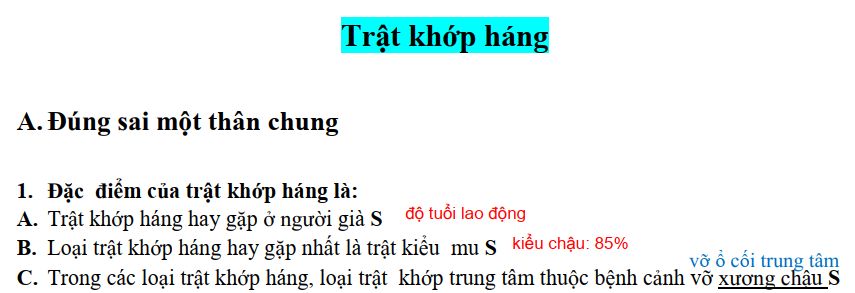 Trật khớp háng
A. Đúng sai một thân chung
1. Đặc điểm của trật khớp háng là:
A. Trật khớp háng hay gặp ở người già S độ tuổi lao động
B. Loại trật khớp háng hay gặp nhất là trật kiểu mu S kiểu chậu: 85%
vỡ ổ cối trung tâm
C. Trong các loại trật khớp háng, loại trật khớp trung tâm thuộc bệnh cảnh vỡ xương chậu S